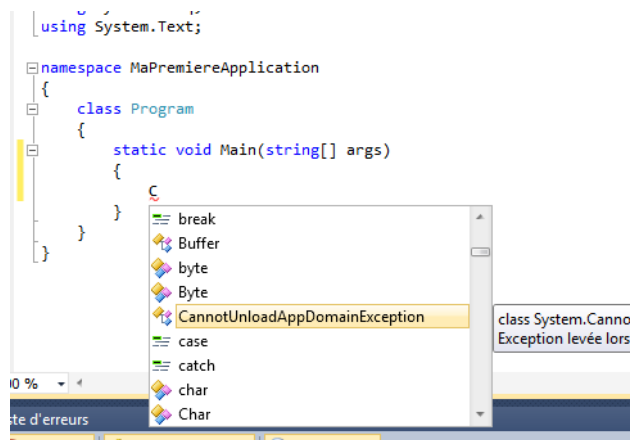 using System.Text;
namespace MaPremiereApplication
{
class Program
{
static void Main(string[] args)
{
C
}
}
}
break
Buffer
byte
Byte
CannotUnloadAppDomainException
case
catch
char
Char
class System.Canno
Exception levée lors
00 %
ste d'erreurs